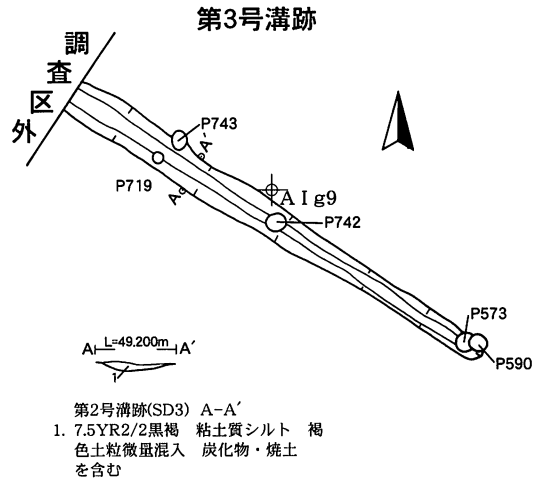 第3号溝跡
調査区外
P743
A′
P719
A
A I g9
P742
P573
P590
A L=49,200m A′
1
第2号溝跡(SD3) A-A′
1. 7.5YR2/2黒褐 粘土質シルト 褐
色土粒微量混入 炭化物・焼土
を含む